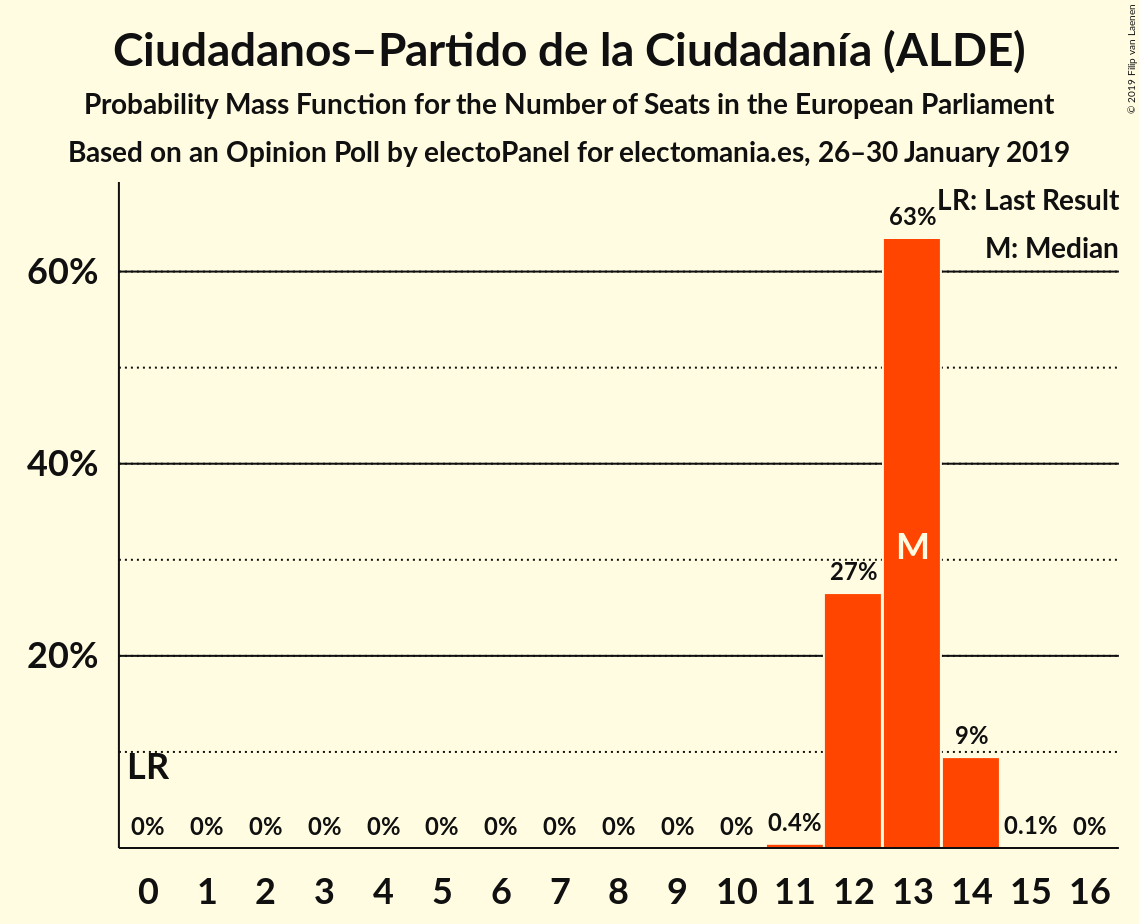 Ciudadanos–Partido de la Ciudadanía (ALDE)
Probability Mass Function for the Number of Seats in the European Parliament
Based on an Opinion Poll by electoPanel for electomania.es, 26–30 January 2019
© 2019 Filip van Laenen
LR: Last Result
M: Median
60%
40%
20%
63%
M
27%
9%
LR
0% 0% 0% 0% 0% 0% 0% 0% 0% 0% 0% 0.4% 0.1% 0%
0 1 2 3 4 5 6 7 8 9 10 11 12 13 14 15 16